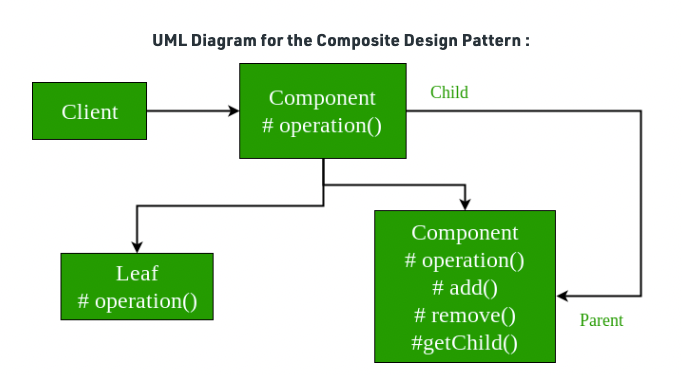 UML Diagram for the Composite Design Pattern :
Client
Component
# operation()
Child
Leaf
# operation()
Component
# operation()
# add()
# remove()
#getChild()
Parent